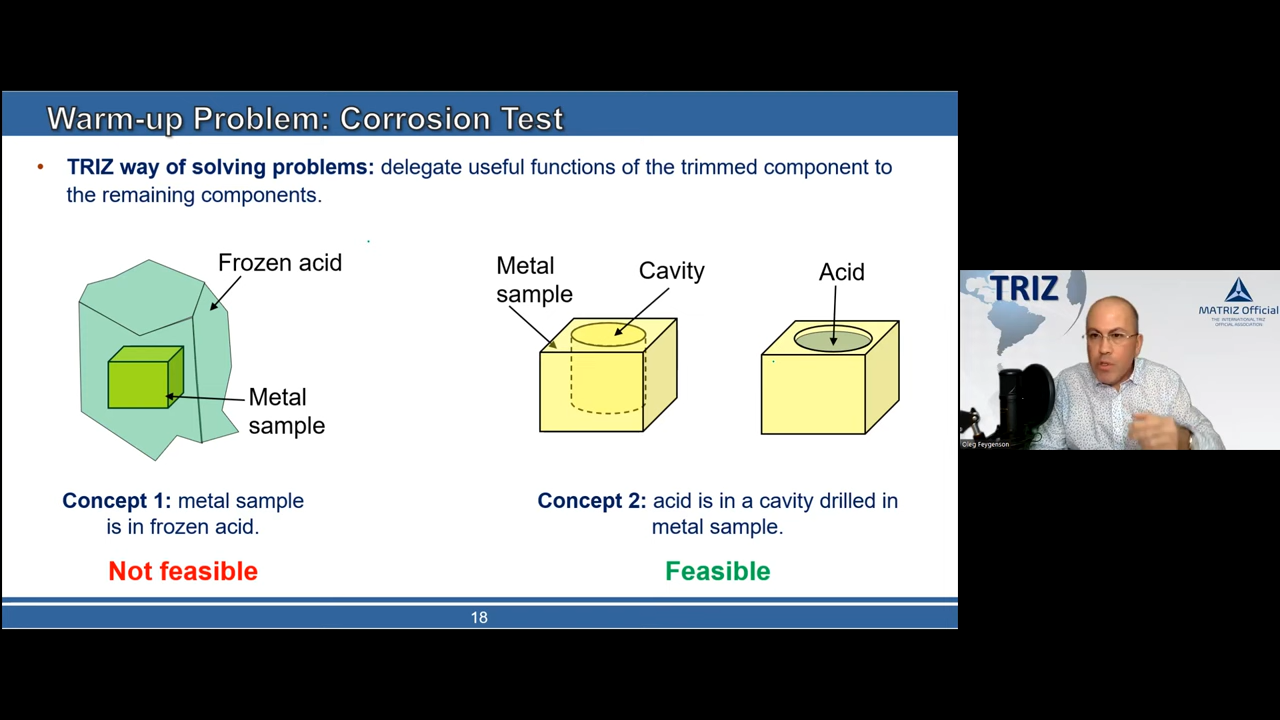 Warm-up Problem: Corrosion Test
• TRIZ way of solving problems: delegate useful functions of the trimmed component to
the remaining components.
Frozen acid
Metal
sample
Metal
sample
Cavity
Acid
Concept 1: metal sample
is in frozen acid.
Not feasible
Concept 2: acid is in a cavity drilled in
metal sample.
Feasible
18
TRIZ
MATRIZ Official
THE INTERNATIONAL TRIZ
OFFICIAL ASSOCIATION
Oleg Feygenson